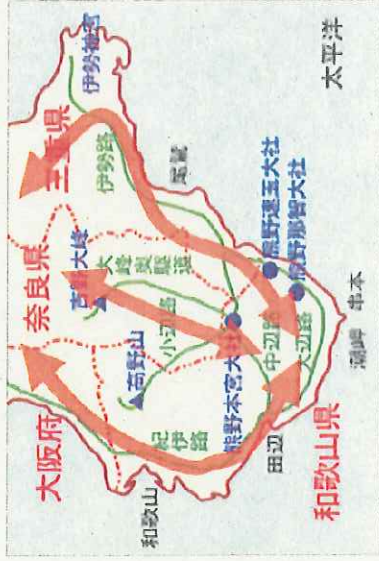 大阪府
奈良県
三重県
伊勢神宮
伊勢路
吉野大峰
大峰奥駈道
高野山
小辺路
尾鷲
紀伊路
和歌山
熊野本宮大社
熊野速玉大社
熊野那智大社
中辺路
大辺路
田辺
和歌山県
潮岬
串本
太平洋